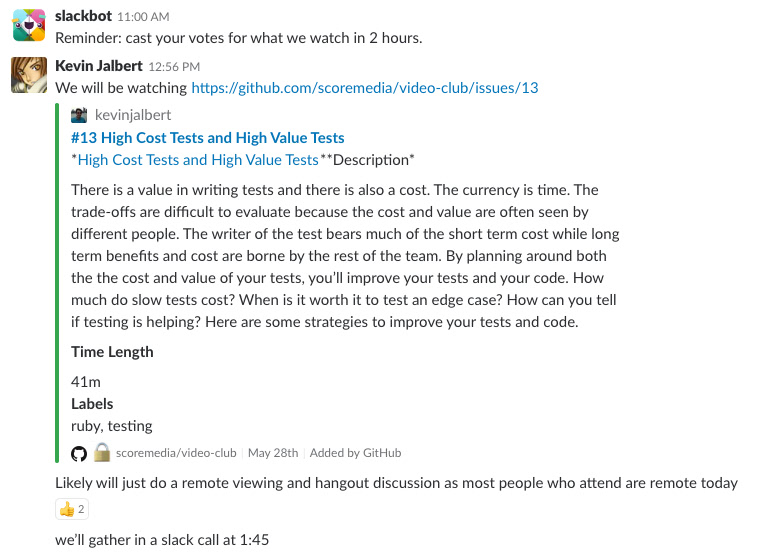 slackbot 11:00 AM
Reminder: cast your votes for what we watch in 2 hours.
Kevin Jalbert 12:56 PM
We will be watching https://github.com/scoremedia/video-club/issues/13
kevinjalbert
#13 High Cost Tests and High Value Tests
*High Cost Tests and High Value Tests**Description*
There is a value in writing tests and there is also a cost. The currency is time. The
trade-offs are difficult to evaluate because the cost and value are often seen by
different people. The writer of the test bears much of the short term cost while long
term benefits and cost are borne by the rest of the team. By planning around both
the the cost and value of your tests, you’ll improve your tests and your code. How
much do slow tests cost? When is it worth it to test an edge case? How can you tell
if testing is helping? Here are some strategies to improve your tests and code.
Time Length
41m
Labels
ruby, testing
scoremedia/video-club | May 28th | Added by GitHub
Likely will just do a remote viewing and hangout discussion as most people who attend are remote today
2
we’ll gather in a slack call at 1:45